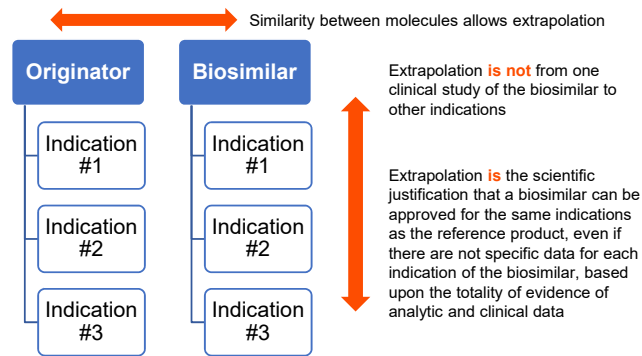 Similarity between molecules allows extrapolation
Originator
Biosimilar
Indication
#1
Indication
#2
Indication
#3
Indication
#1
Indication
#2
Indication
#3
Extrapolation is not from one
clinical study of the biosimilar to
other indications
Extrapolation is the scientific
justification that a biosimilar can be
approved for the same indications
as the reference product, even if
there are not specific data for each
indication of the biosimilar, based
upon the totality of evidence of
analytic and clinical data